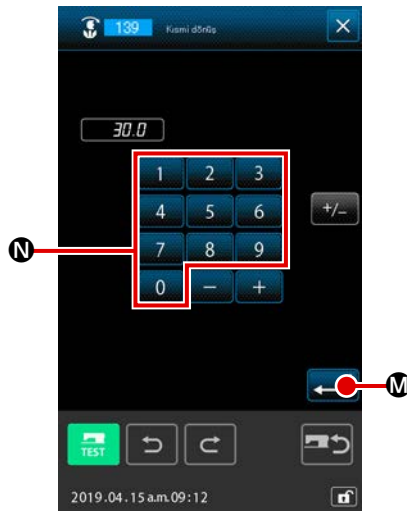 139 Kısmi dönüş
30.0
1 2 3
4 5 6 +/−
N
7 8 9
0 − +
M
TEST
2019.04.15 a.m.09:12